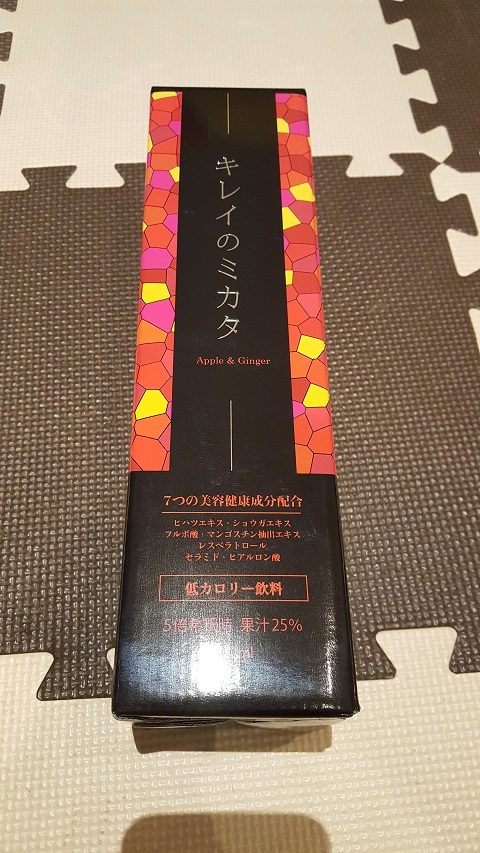 キレイのミカタ
Apple & Ginger
7つの美容健康成分配合
ヒハツエキス・ショウガエキス
フルボ酸・マンゴスチン抽出エキス
レスベラトロール
セラミド・ヒアルロン酸
低カロリー飲料
5倍希釈時 果汁25%